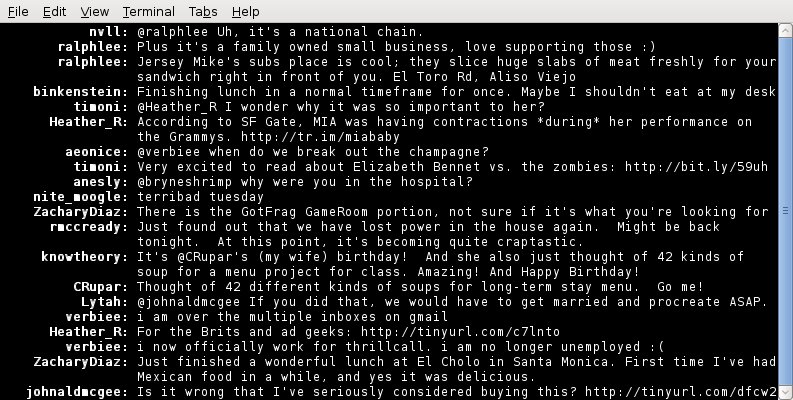 File Edit View Terminal Tabs Help
nvll: @ralphlee Uh, it's a national chain.
ralphlee: Plus it's a family owned small business, love supporting those :)
ralphlee: Jersey Mike's subs place is cool; they slice huge slabs of meat freshly for your
sandwich right in front of you. El Toro Rd, Aliso Viejo
binkenstein: Finishing lunch in a normal timeframe for once. Maybe I shouldn't eat at my desk
timoni: @Heather_R I wonder why it was so important to her?
Heather_R: According to SF Gate, MIA was having contractions *during* her performance on
the Grammys. http://tr.im/miababy
aeonice: @verbiee when do we break out the champagne?
timoni: Very excited to read about Elizabeth Bennet vs. the zombies: http://bit.ly/59uh
anesly: @bryneshrimp why were you in the hospital?
nite_moogle: terribad tuesday
ZacharyDiaz: There is the GotFrag GameRoom portion, not sure if it's what you're looking for
rmccready: Just found out that we have lost power in the house again. Might be back
tonight. At this point, it's becoming quite craptastic.
knowtheory: It's @CRupar's (my wife) birthday! And she also just thought of 42 kinds of
soup for a menu project for class. Amazing! And Happy Birthday!
CRupar: Thought of 42 different kinds of soups for long-term stay menu. Go me!
Lytah: @johnaldmcgee If you did that, we would have to get married and procreate ASAP.
verbiee: i am over the multiple inboxes on gmail
Heather_R: For the Brits and ad geeks: http://tinyurl.com/c7lnto
verbiee: i now officially work for thrillcall. i am no longer unemployed :(
ZacharyDiaz: Just finished a wonderful lunch at El Cholo in Santa Monica. First time I've had
Mexican food in a while, and yes it was delicious.
johnaldmcgee: Is it wrong that I've seriously considered buying this? http://tinyurl.com/dfcw2